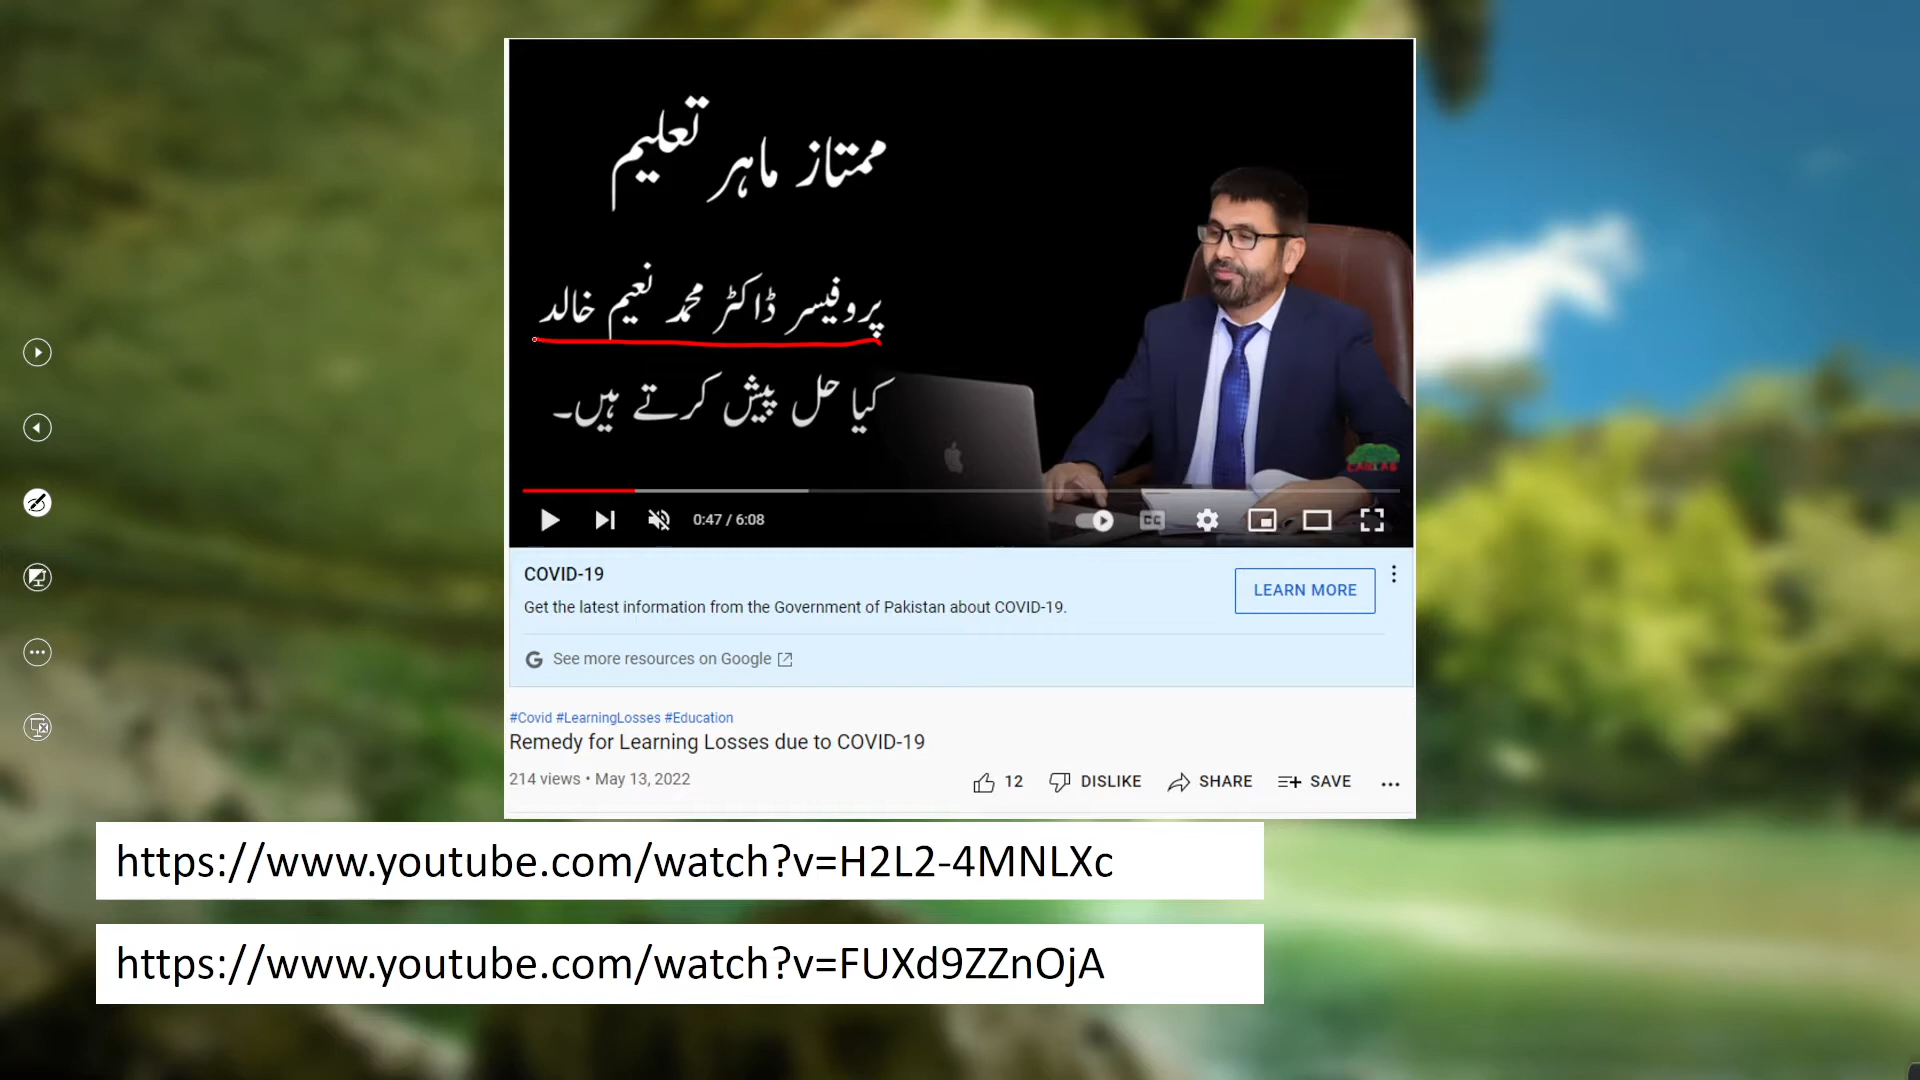 ممتاز ماہر تعلیم
پروفیسر ڈاکٹر محمد نعیم خالد
کیا حل پیش کرتے ہیں۔
0:47 / 6:08
CC
COVID-19
Get the latest information from the Government of Pakistan about COVID-19.
LEARN MORE
See more resources on Google
#Covid #LearningLosses #Education
Remedy for Learning Losses due to COVID-19
214 views • May 13, 2022
12 DISLIKE SHARE SAVE
https://www.youtube.com/watch?v=H2L2-4MNLXc
https://www.youtube.com/watch?v=FUXd9ZZnOjA